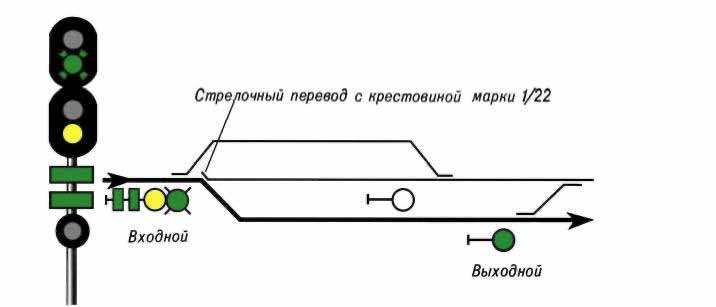 Стрелочный перевод с крестовиной марки 1/22
Входной
Выходной